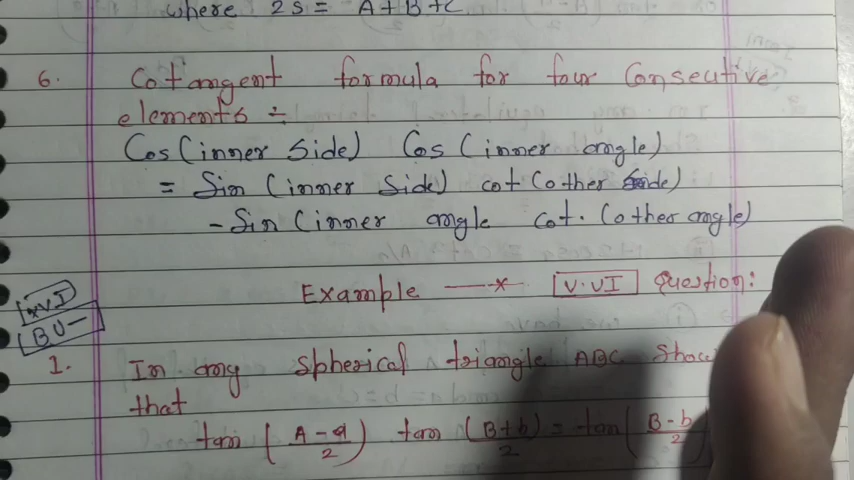 where 2s = A+B+C
6. Cotangent formula for four Consecutive
elements ÷
Cos (inner Side) Cos (inner angle)
= Sin (inner side) cot (other side)
- Sin (inner angle cot. (other angle)
Example —* V.VI question:
VI
BU-
1. In any Spherical triangle ABC show
that
tan (A-a/2) tan (B+b/2) = tan (B-b/2